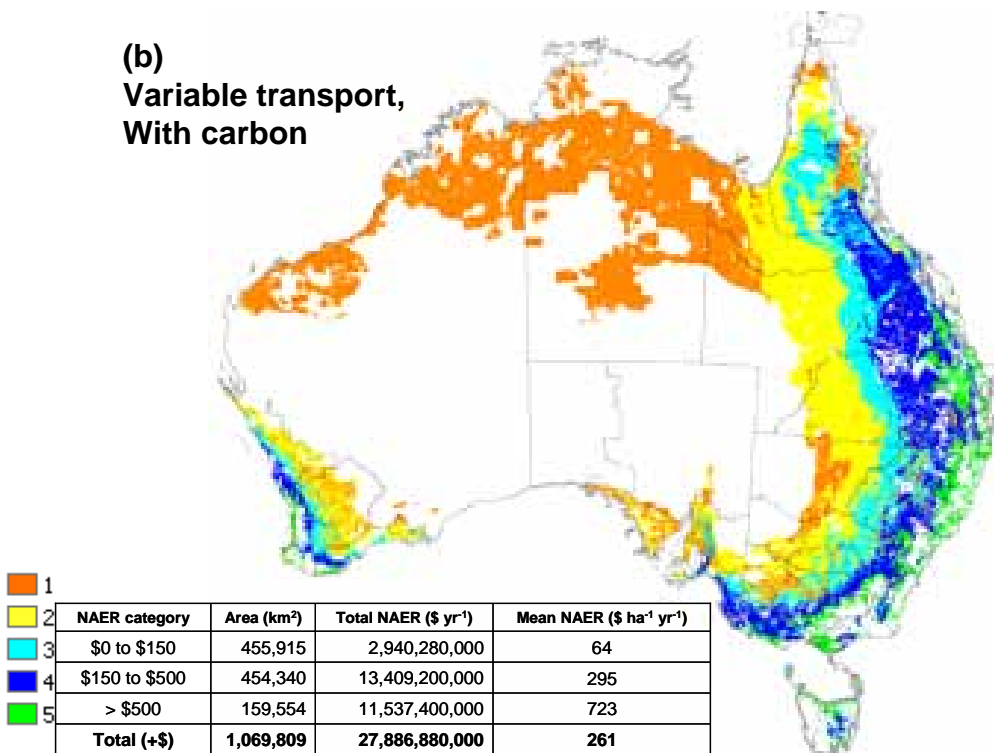 (b)
Variable transport,
With carbon
1
2
3
4
5
NAER category Area (km²) Total NAER ($ yr⁻¹) Mean NAER ($ ha⁻¹ yr⁻¹)
$0 to $150 455,915 2,940,280,000 64
$150 to $500 454,340 13,409,200,000 295
> $500 159,554 11,537,400,000 723
Total (+$) 1,069,809 27,886,880,000 261